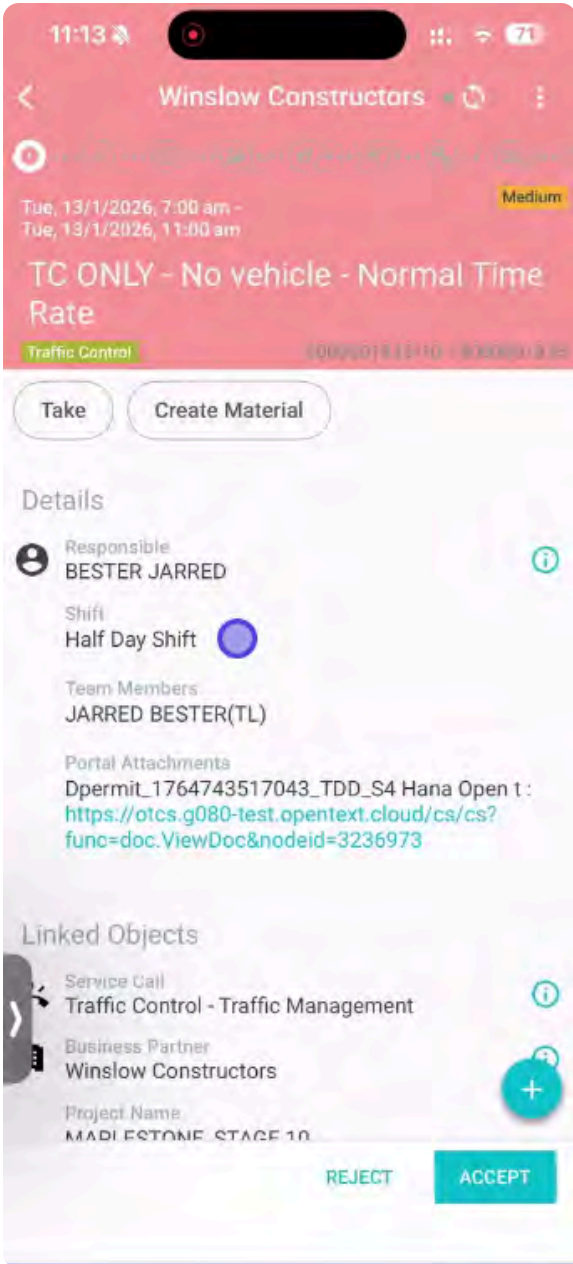 11:13
71
Winslow Constructors
Medium
Tue, 13/1/2026, 7:00 am -
Tue, 13/1/2026, 11:00 am
TC ONLY - No vehicle - Normal Time
Rate
Traffic Control
Take
Create Material
Details
Responsible
BESTER JARRED
Shift
Half Day Shift
Team Members
JARRED BESTER(TL)
Portal Attachments
Dpermit_1764743517043_TDD_S4 Hana Open t :
https://otcs.g080-test.opentext.cloud/cs/cs?
func=doc.ViewDoc&nodeid=3236973
Linked Objects
Service Call
Traffic Control - Traffic Management
Business Partner
Winslow Constructors
Project Name
MAPLESTONE STAGE 10
REJECT
ACCEPT